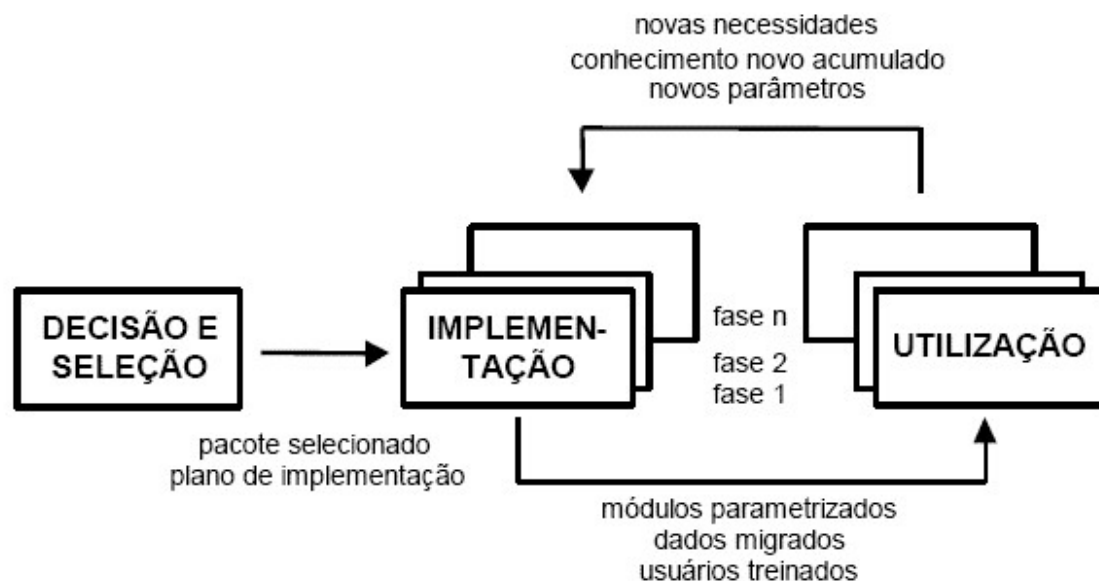 novas necessidades
conhecimento novo acumulado
novos parâmetros
DECISÃO E
SELEÇÃO
IMPLEMEN-
TAÇÃO
fase n
fase 2
fase 1
UTILIZAÇÃO
pacote selecionado
plano de implementação
módulos parametrizados
dados migrados
usuários treinados